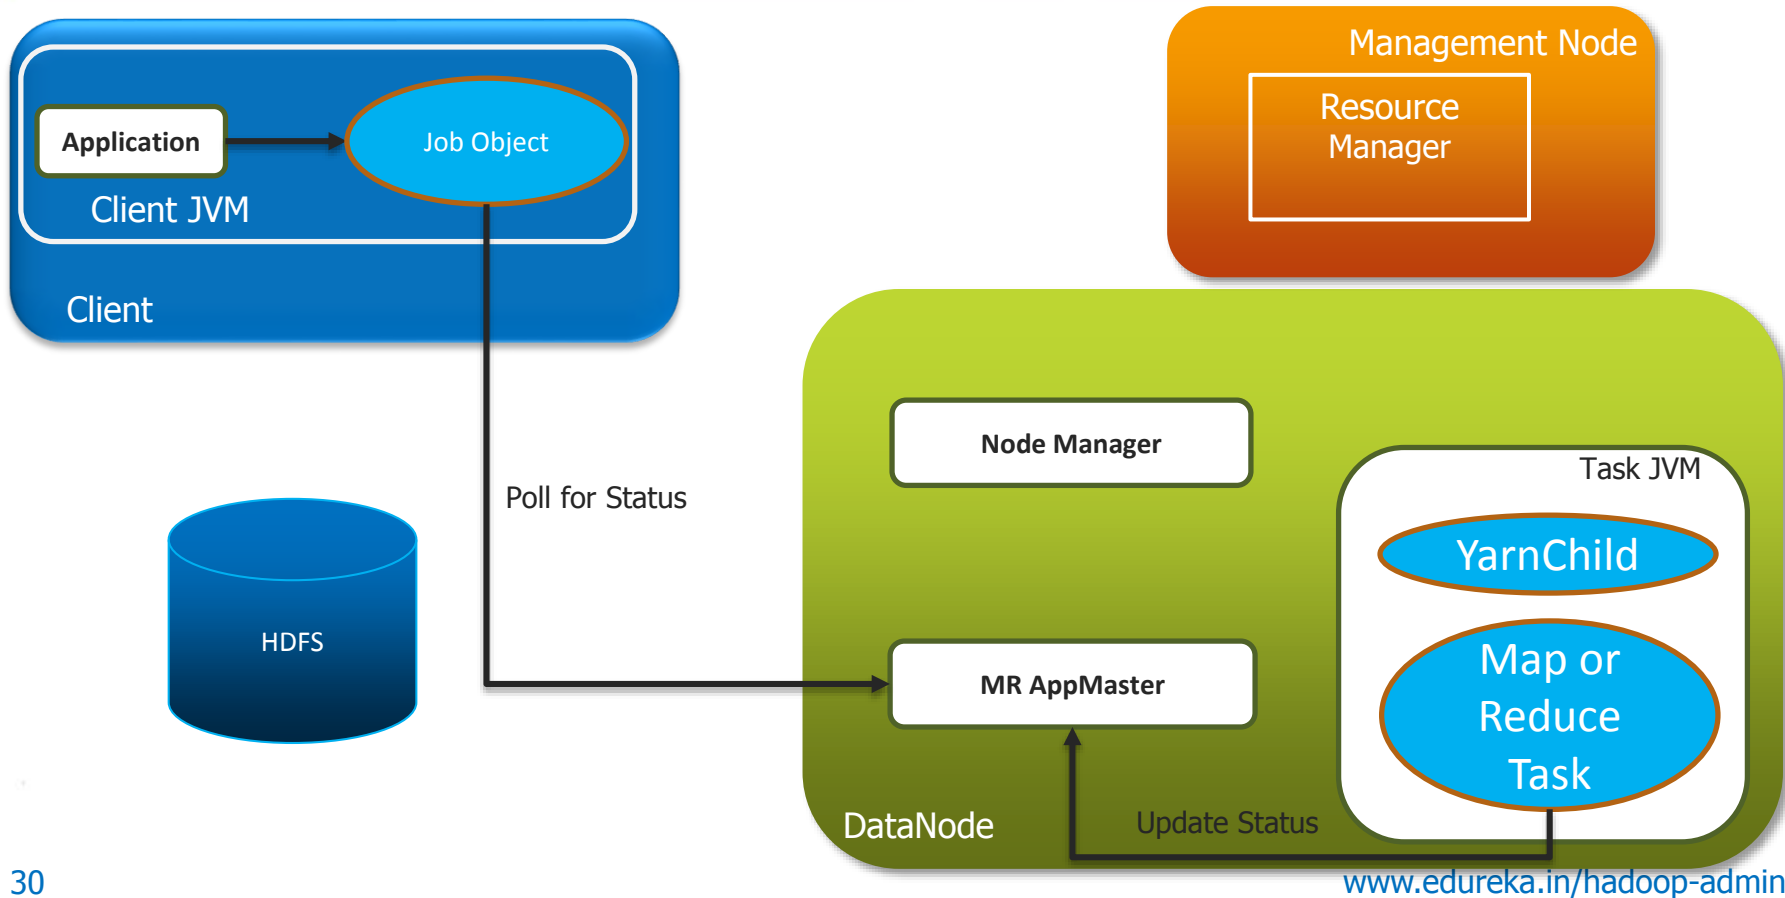 Management Node
Resource
Manager
Application
Job Object
Client JVM
Client
Node Manager
Task JVM
Poll for Status
YarnChild
HDFS
MR AppMaster
Map or
Reduce
Task
DataNode
Update Status
30
www.edureka.in/hadoop-admin